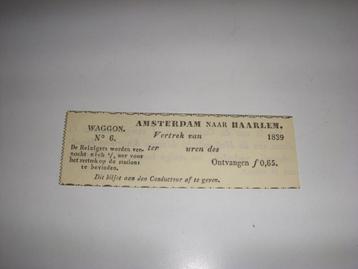 AMSTERDAM NAAR HAARLEM.
WAGGON.
N° 6.
Vertrek van 1839
De Reizigers worden ver-
zocht zich ¼ uur voor
het vertrek op de stations
te bevinden.
ter uren des
Ontvangen f 0,65.
Dit biljet aan den Conducteur af te geven.